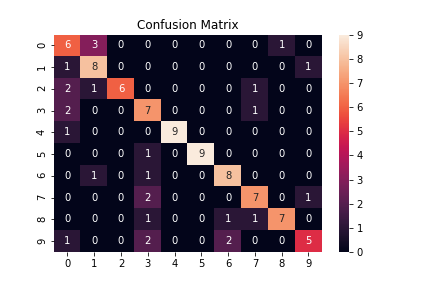 Confusion Matrix
0 6 3 0 0 0 0 0 0 1 0
1 1 8 0 0 0 0 0 0 0 1
2 2 1 6 0 0 0 0 1 0 0
3 2 0 0 7 0 0 0 1 0 0
4 1 0 0 0 9 0 0 0 0 0
5 0 0 0 1 0 9 0 0 0 0
6 0 1 0 1 0 0 8 0 0 0
7 0 0 0 2 0 0 0 7 0 1
8 0 0 0 1 0 0 1 1 7 0
9 1 0 0 2 0 0 2 0 0 5
0 1 2 3 4 5 6 7 8 9
9
8
7
6
5
4
3
2
1
0